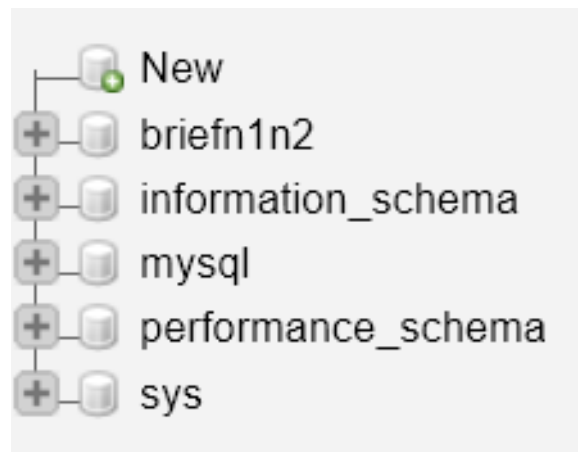 New
briefn1n2
information_schema
mysql
performance_schema
sys